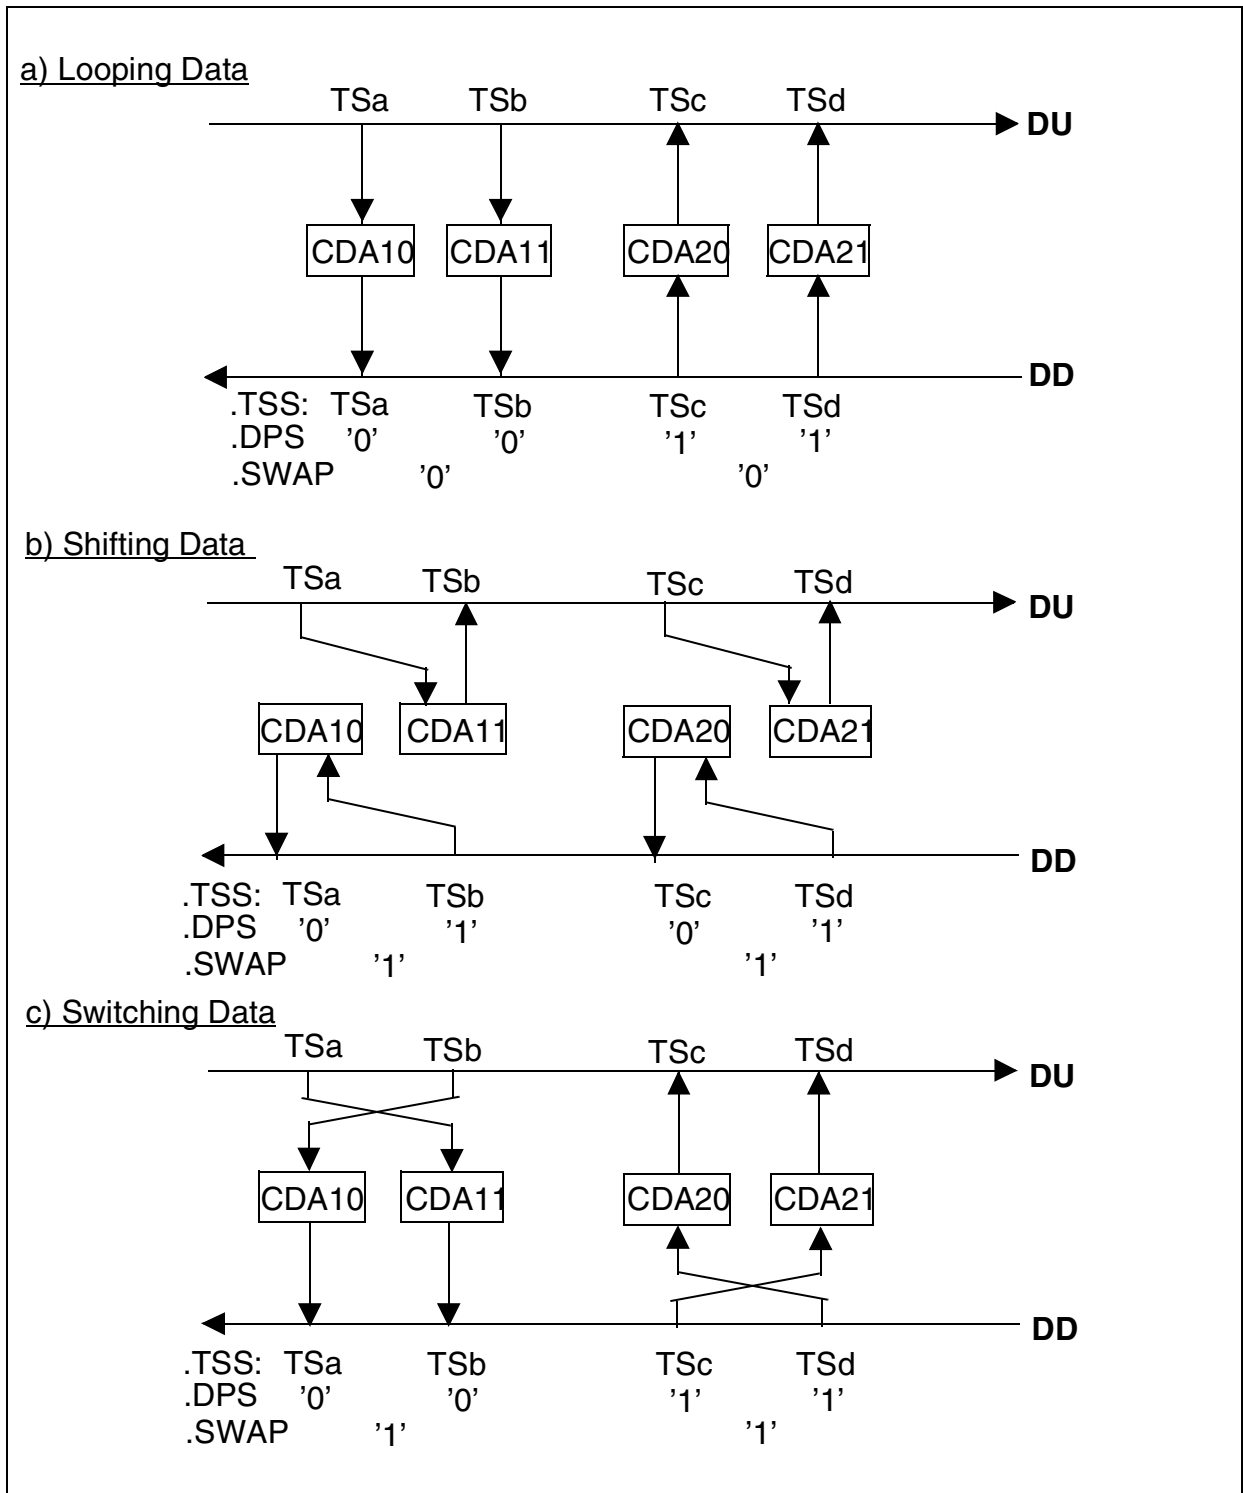 a) Looping Data
TSa TSb TSc TSd
DU
CDA10 CDA11 CDA20 CDA21
DD
.TSS: TSa TSb TSc TSd
.DPS ’0’ ’0’ ’1’ ’1’
.SWAP ’0’ ’0’
b) Shifting Data
TSa TSb TSc TSd
DU
CDA10 CDA11 CDA20 CDA21
DD
.TSS: TSa TSb TSc TSd
.DPS ’0’ ’1’ ’0’ ’1’
.SWAP ’1’ ’1’
c) Switching Data
TSa TSb TSc TSd
DU
CDA10 CDA11 CDA20 CDA21
DD
.TSS: TSa TSb TSc TSd
.DPS ’0’ ’0’ ’1’ ’1’
.SWAP ’1’ ’1’